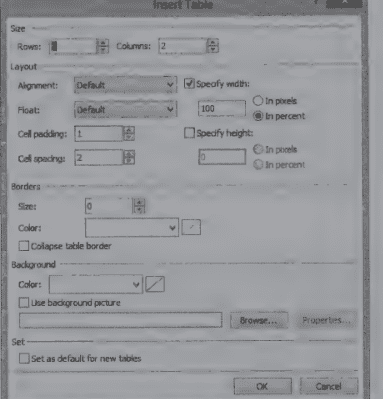 Insert Table
Size
Rows: Columns: 2
Layout
Alignment: Default Specify width:
Float: Default 100 In pixels
In percent
Cell padding: 1 Specify height:
Cell spacing: 2 0 In pixels
In percent
Borders
Size: 0
Color:
Collapse table border
Background
Color:
Use background picture
Browse... Properties...
Set
Set as default for new tables
OK Cancel